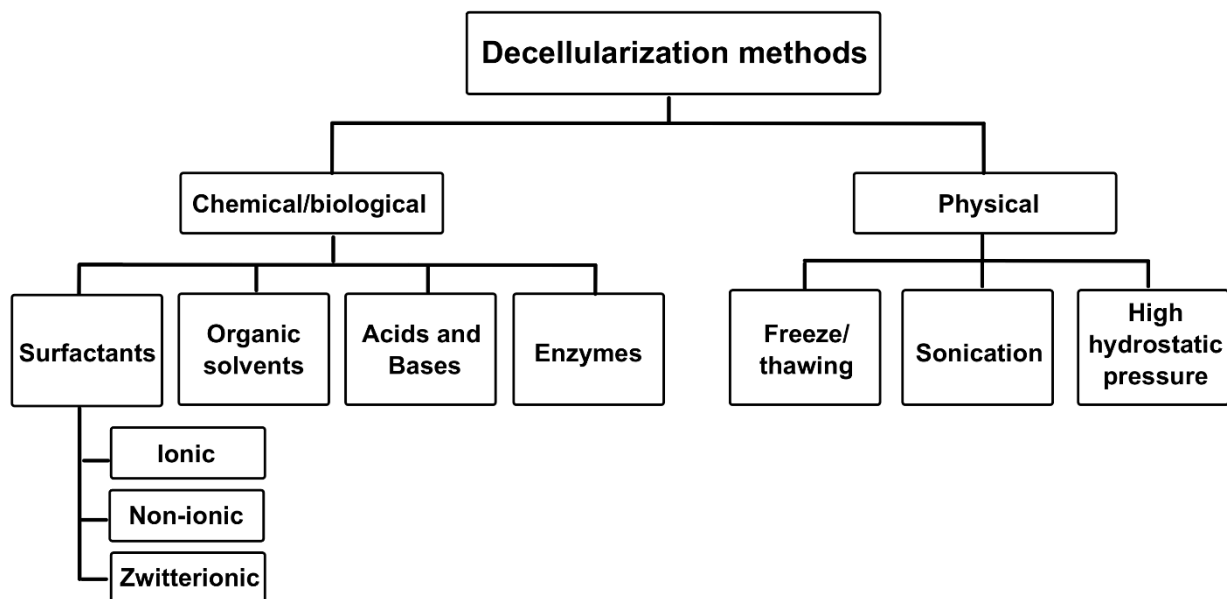 Decellularization methods
Chemical/biological
Physical
Surfactants
Organic
solvents
Acids and
Bases
Enzymes
Freeze/
thawing
Sonication
High
hydrostatic
pressure
Ionic
Non-ionic
Zwitterionic